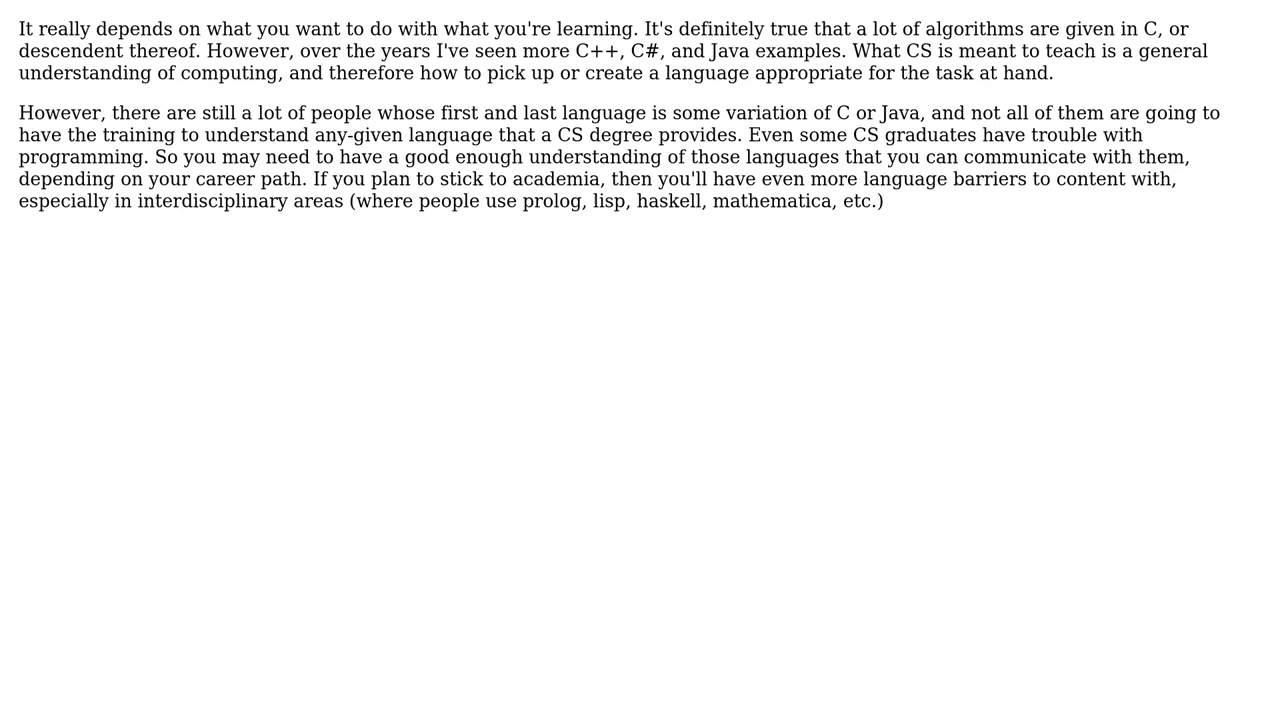 It really depends on what you want to do with what you're learning. It's definitely true that a lot of algorithms are given in C, or
descendent thereof. However, over the years I've seen more C++, C#, and Java examples. What CS is meant to teach is a general
understanding of computing, and therefore how to pick up or create a language appropriate for the task at hand.
However, there are still a lot of people whose first and last language is some variation of C or Java, and not all of them are going to
have the training to understand any-given language that a CS degree provides. Even some CS graduates have trouble with
programming. So you may need to have a good enough understanding of those languages that you can communicate with them,
depending on your career path. If you plan to stick to academia, then you'll have even more language barriers to content with,
especially in interdisciplinary areas (where people use prolog, lisp, haskell, mathematica, etc.)